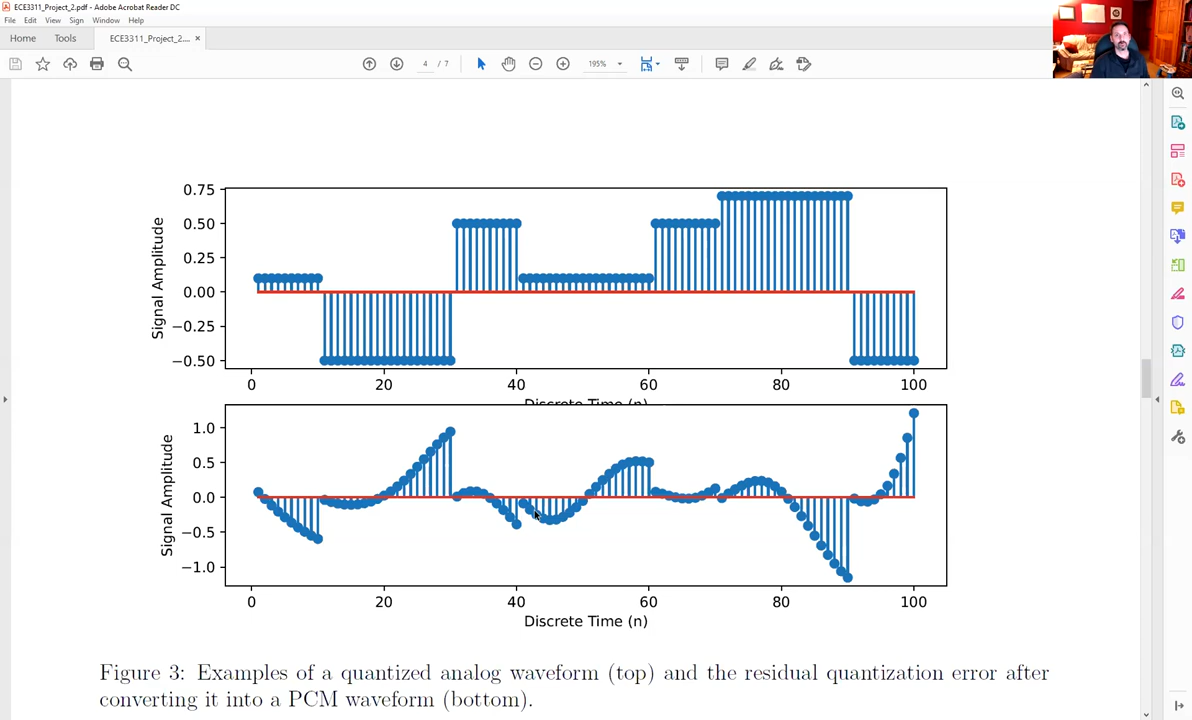 ECE3311_Project_2.pdf - Adobe Acrobat Reader DC
File Edit View Sign Window Help
Home Tools ECE3311_Project_2.... ×
4 / 7 195%
0.75
0.50
0.25
0.00
−0.25
−0.50
Signal Amplitude
0 20 40 60 80 100
Discrete Time (n)
1.0
0.5
0.0
−0.5
−1.0
Signal Amplitude
0 20 40 60 80 100
Discrete Time (n)
Figure 3: Examples of a quantized analog waveform (top) and the residual quantization error after
converting it into a PCM waveform (bottom).